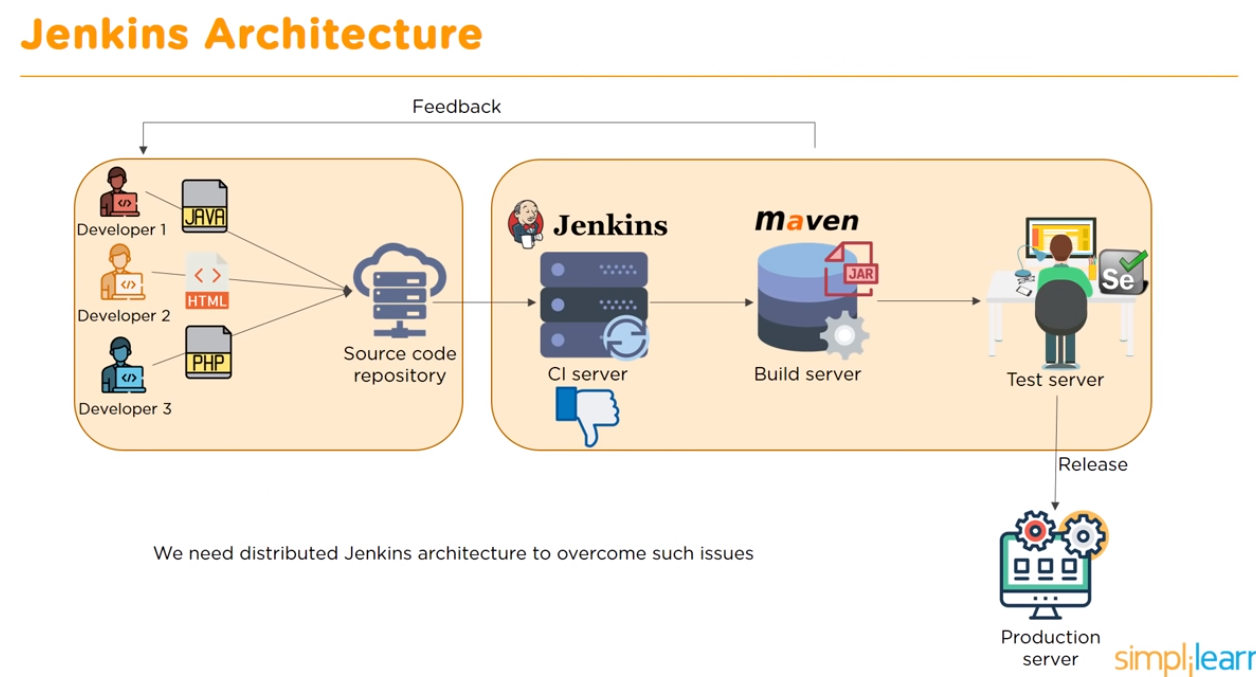 Jenkins Architecture
Feedback
Developer 1
JAVA
Developer 2
HTML
Developer 3
PHP
Source code
repository
Jenkins
CI server
maven
JAR
Build server
Se
Test server
Release
We need distributed Jenkins architecture to overcome such issues
Production
server
simplilearn